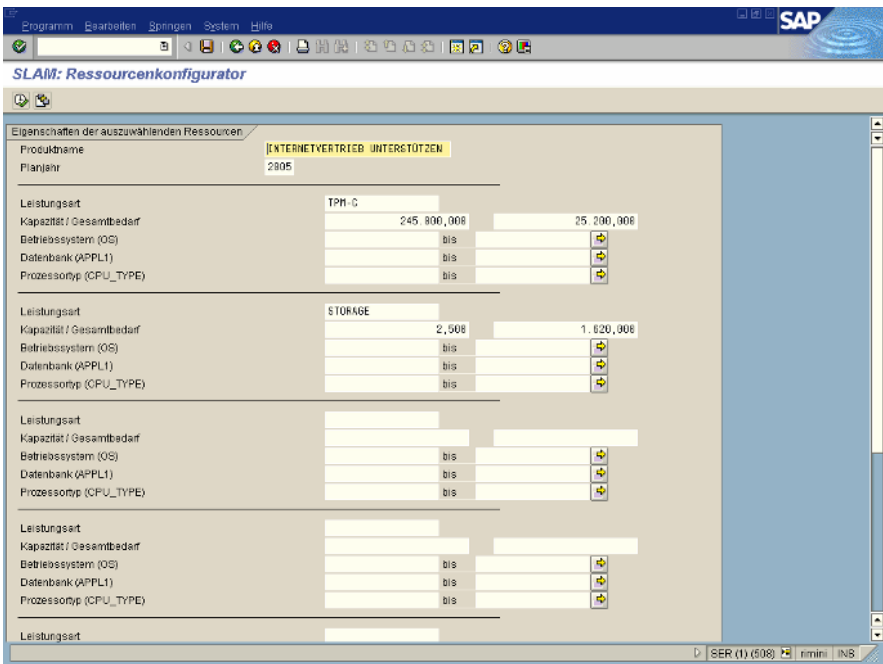 Programm Bearbeiten Springen System Hilfe
SAP
SLAM: Ressourcenkonfigurator
Eigenschaften der auszuwählenden Ressourcen
Produktname INTERNETVERTRIEB UNTERSTÜTZEN
Planjahr 2005
Leistungsart TPM-C
Kapazität / Gesamtbedarf 245.800,000 25.200,000
Betriebssystem (OS) bis
Datenbank (APPL1) bis
Prozessortyp (CPU_TYPE) bis
Leistungsart STORAGE
Kapazität / Gesamtbedarf 2,500
Betriebssystem (OS) bis
Datenbank (APPL1) bis
Prozessortyp (CPU_TYPE) bis
Leistungsart
Kapazität / Gesamtbedarf
Betriebssystem (OS) bis
Datenbank (APPL1) bis
Prozessortyp (CPU_TYPE) bis
Leistungsart
Kapazität / Gesamtbedarf
Betriebssystem (OS) bis
Datenbank (APPL1) bis
Prozessortyp (CPU_TYPE) bis
Leistungsart
SER (1) (508) rimini INS